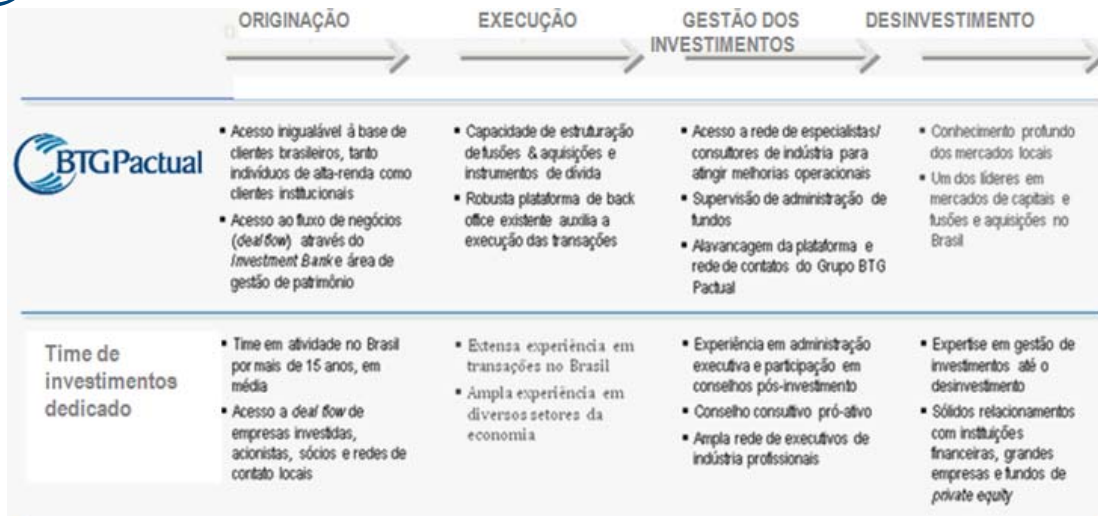 ORIGINAÇÃO
EXECUÇÃO
GESTÃO DOS
INVESTIMENTOS
DESINVESTIMENTO
BTGPactual
▪ Acesso inigualável à base de
clientes brasileiros, tanto
indivíduos de alta-renda como
clientes institucionais
▪ Acesso ao fluxo de negócios
(deal flow) através do
Investment Bank e área de
gestão de patrimônio
▪ Capacidade de estruturação
de fusões & aquisições e
instrumentos de dívida
▪ Robusta plataforma de back
office existente auxilia a
execução das transações
▪ Acesso a rede de especialistas/
consultores de indústria para
atingir melhorias operacionais
▪ Supervisão de administração de
fundos
▪ Alavancagem da plataforma e
rede de contatos do Grupo BTG
Pactual
▪ Conhecimento profundo
dos mercados locais
▪ Um dos líderes em
mercados de capitais e
fusões e aquisições no
Brasil
Time de
investimentos
dedicado
▪ Time em atividade no Brasil
por mais de 15 anos, em
média
▪ Acesso a deal flow de
empresas investidas,
acionistas, sócios e redes de
contato locais
▪ Extensa experiência em
transações no Brasil
▪ Ampla experiência em
diversos setores da
economia
▪ Experiência em administração
executiva e participação em
conselhos pós-investimento
▪ Conselho consultivo pró-ativo
▪ Ampla rede de executivos de
indústria profissionais
▪ Expertise em gestão de
investimentos até o
desinvestimento
▪ Sólidos relacionamentos
com instituições
financeiras, grandes
empresas e fundos de
private equity